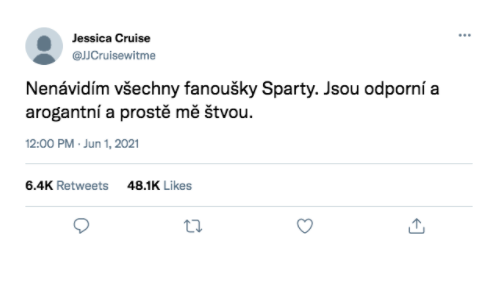 Jessica Cruise
@JJCruisewitme
Nenávidím všechny fanoušky Sparty. Jsou odporní a
arogantní a prostě mě štvou.
12:00 PM · Jun 1, 2021
6.4K Retweets 48.1K Likes